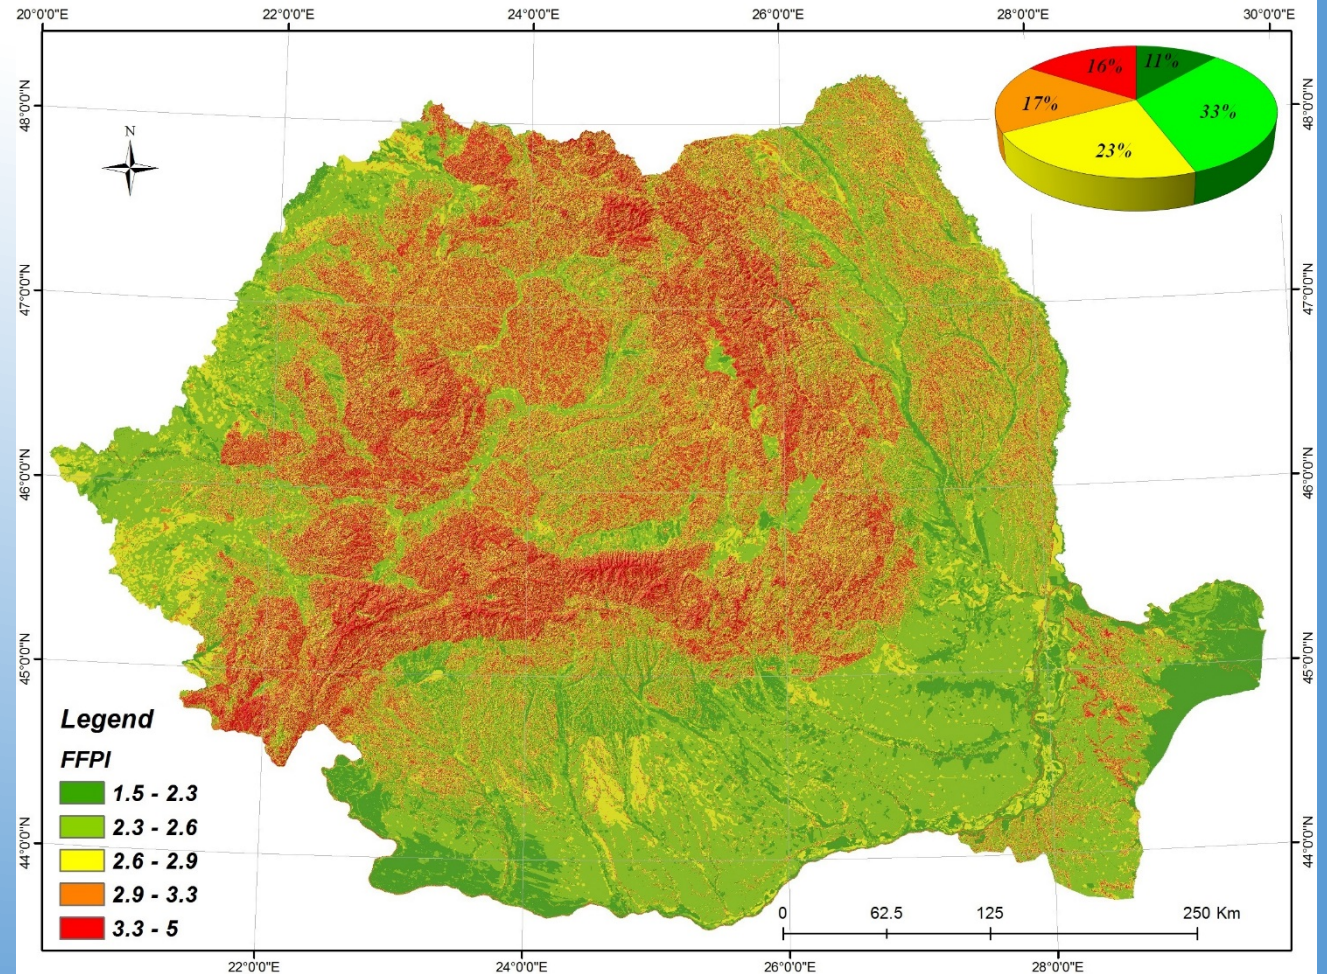 20°0'0"E 22°0'0"E 24°0'0"E 26°0'0"E 28°0'0"E 30°0'0"E
16% 11%
17% 33%
23%
N
48°0'0"N 48°0'0"N
47°0'0"N 47°0'0"N
46°0'0"N 46°0'0"N
45°0'0"N 45°0'0"N
44°0'0"N 44°0'0"N
Legend
FFPI
1.5 - 2.3
2.3 - 2.6
2.6 - 2.9
2.9 - 3.3
3.3 - 5
0 62.5 125 250 Km
22°0'0"E 24°0'0"E 26°0'0"E 28°0'0"E